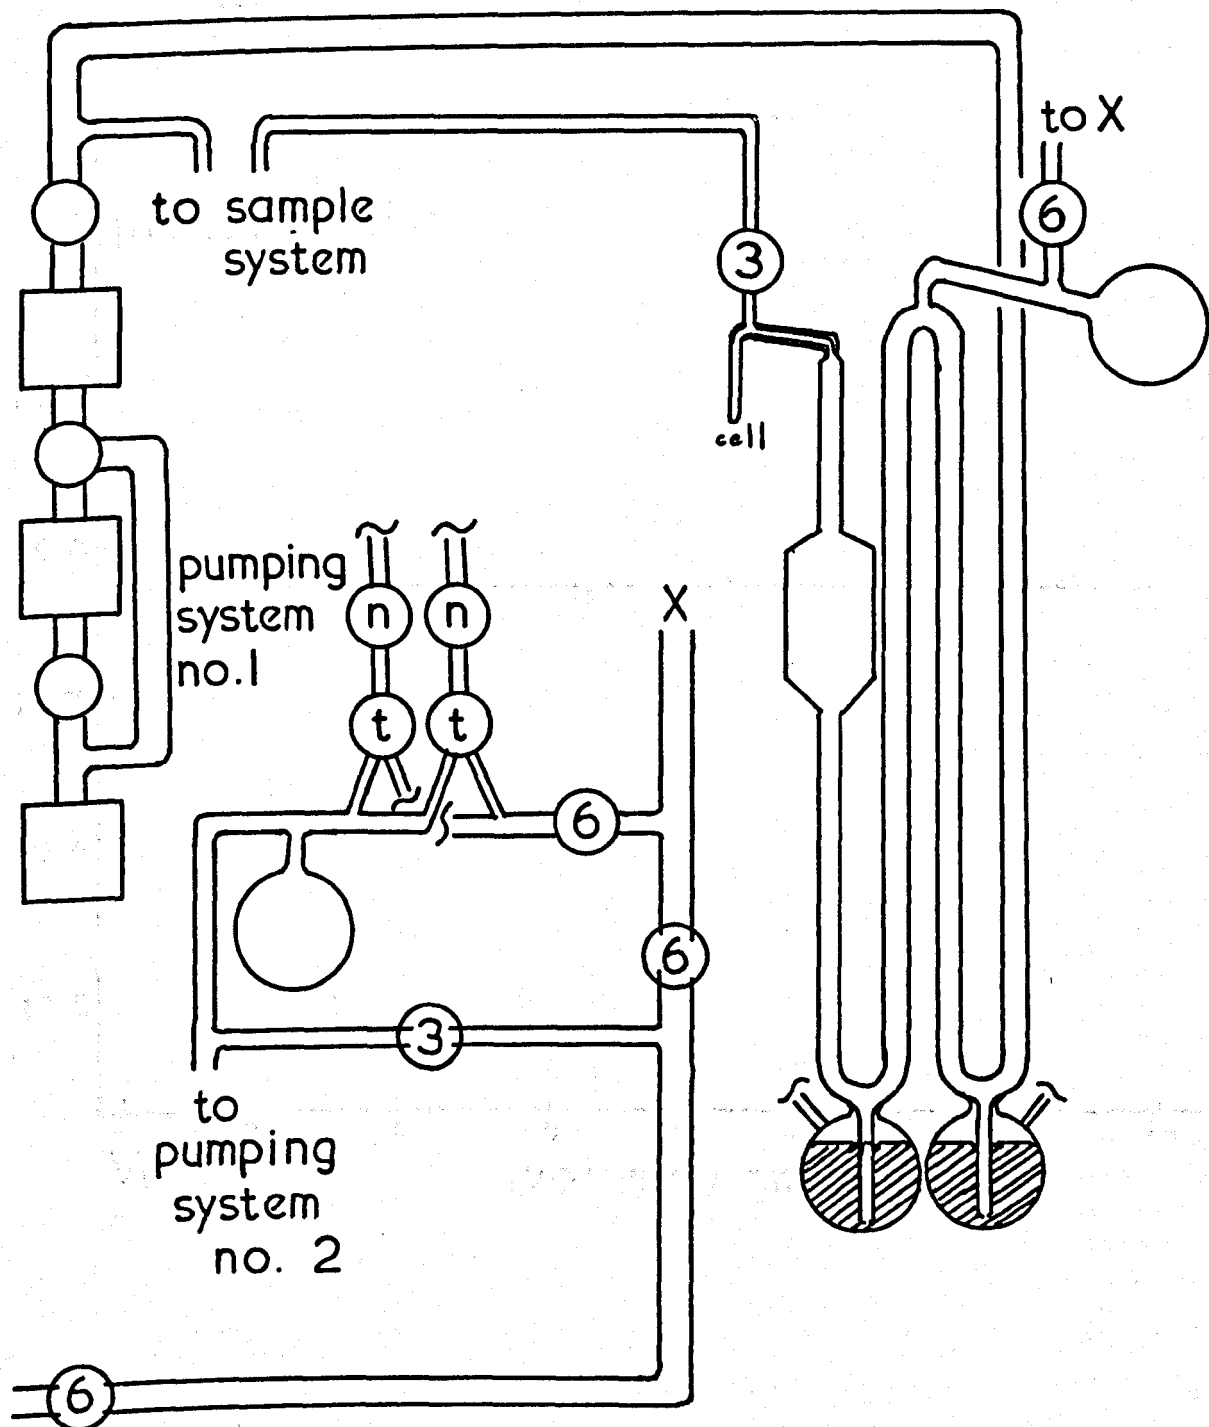 to X
6
to sample
system
3
cell
pumping
system
no.1
n n
X
t t
6
6
3
to
pumping
system
no. 2
6